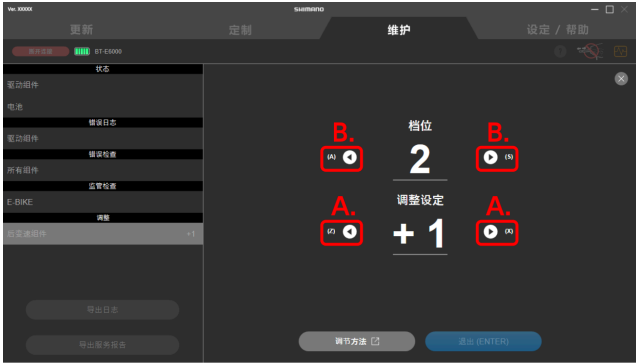 Ver. XXXXX
SHIMANO
更新 定制 维护 设定 / 帮助
断开连接 BT-E6000
状态
驱动组件
电池
错误日志
驱动组件
错误检查
所有组件
监管检查
E-BIKE
调整
后变速组件 +1
导出日志
导出服务报告
档位
B. B.
(A) 2 (S)
调整设定
A. A.
(Z) + 1 (X)
调节方法
退出 (ENTER)